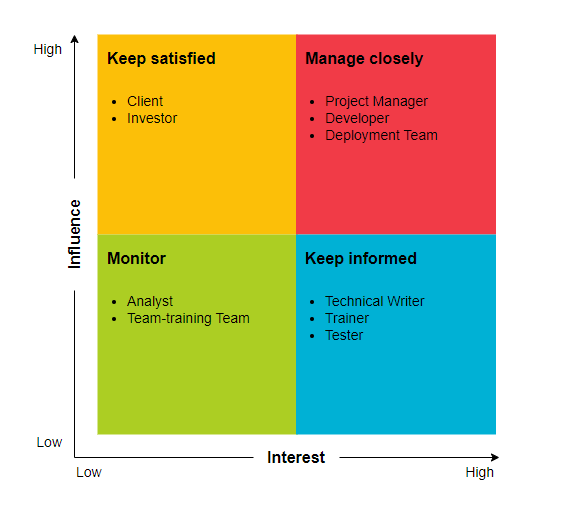 High
Keep satisfied
• Client
• Investor
Manage closely
• Project Manager
• Developer
• Deployment Team
Influence
Monitor
• Analyst
• Team-training Team
Keep informed
• Technical Writer
• Trainer
• Tester
Low
Interest
Low
High